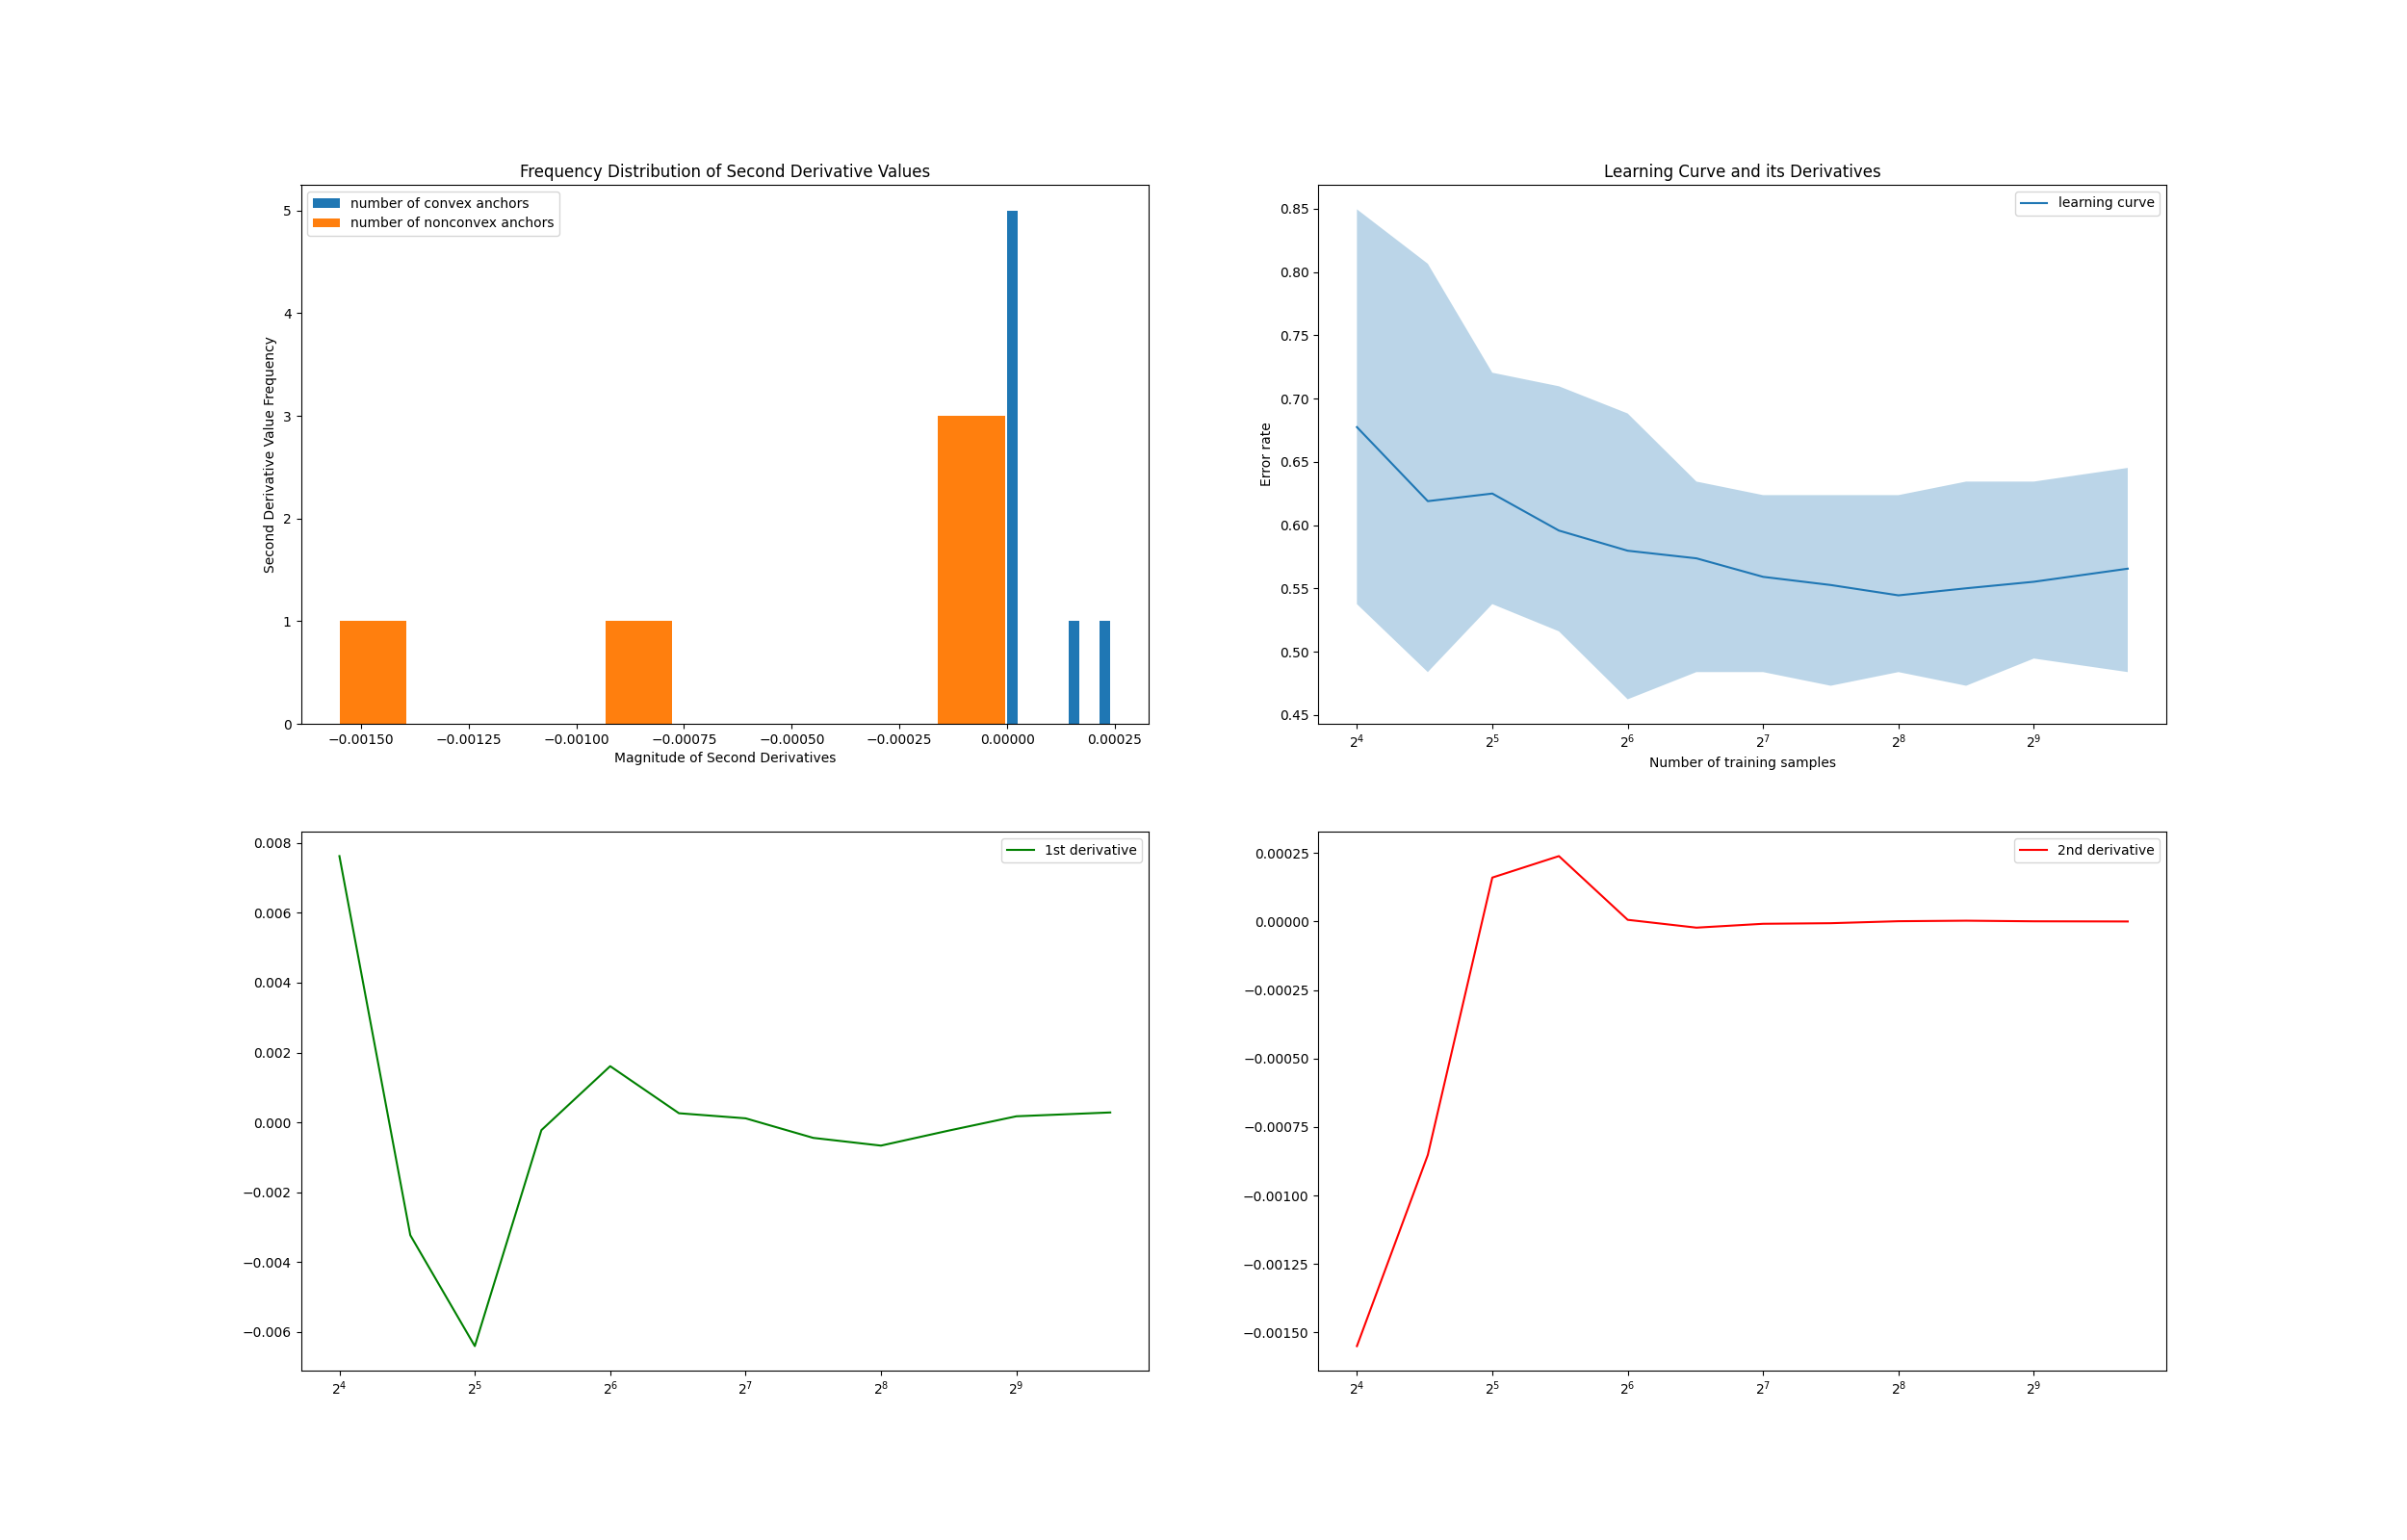 Frequency Distribution of Second Derivative Values
number of convex anchors
number of nonconvex anchors
Second Derivative Value Frequency
5
4
3
2
1
0
−0.00150 −0.00125 −0.00100 −0.00075 −0.00050 −0.00025 0.00000 0.00025
Magnitude of Second Derivatives
Learning Curve and its Derivatives
learning curve
Error rate
0.85
0.80
0.75
0.70
0.65
0.60
0.55
0.50
0.45
2⁴ 2⁵ 2⁶ 2⁷ 2⁸ 2⁹
Number of training samples
1st derivative
0.008
0.006
0.004
0.002
0.000
−0.002
−0.004
−0.006
2⁴ 2⁵ 2⁶ 2⁷ 2⁸ 2⁹
2nd derivative
0.00025
0.00000
−0.00025
−0.00050
−0.00075
−0.00100
−0.00125
−0.00150
2⁴ 2⁵ 2⁶ 2⁷ 2⁸ 2⁹